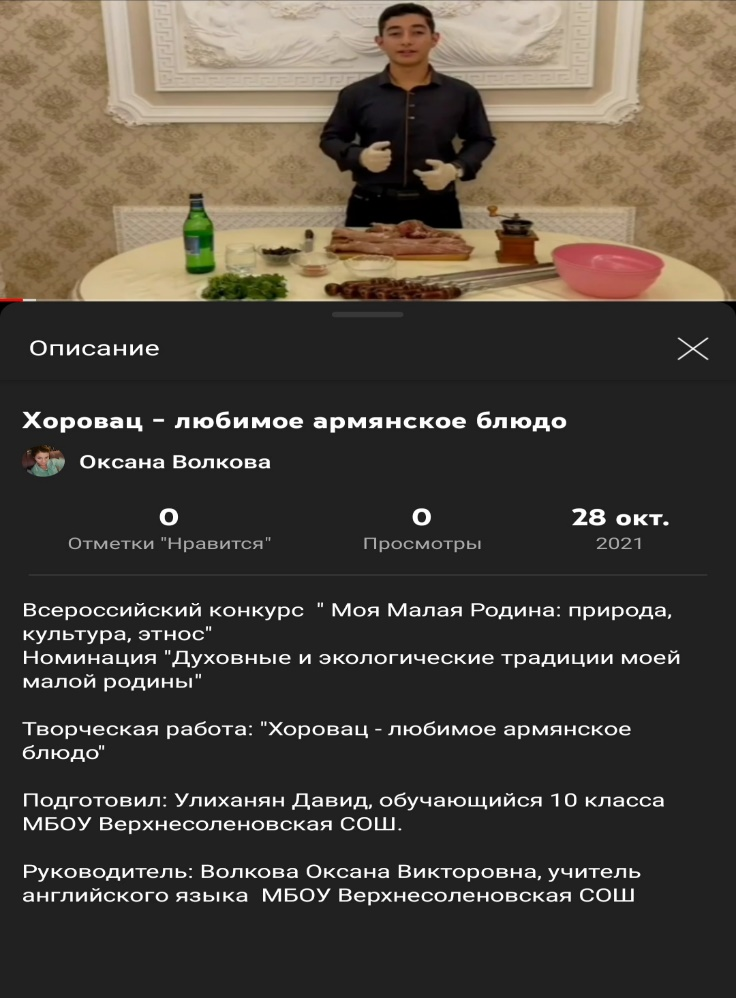 Описание
Хоровац - любимое армянское блюдо
Оксана Волкова
0 0 28 окт.
Отметки "Нравится" Просмотры 2021
Всероссийский конкурс " Моя Малая Родина: природа,
культура, этнос"
Номинация "Духовные и экологические традиции моей
малой родины"
Творческая работа: "Хоровац - любимое армянское
блюдо"
Подготовил: Улиханян Давид, обучающийся 10 класса
МБОУ Верхнесоленовская СОШ.
Руководитель: Волкова Оксана Викторовна, учитель
английского языка МБОУ Верхнесоленовская СОШ